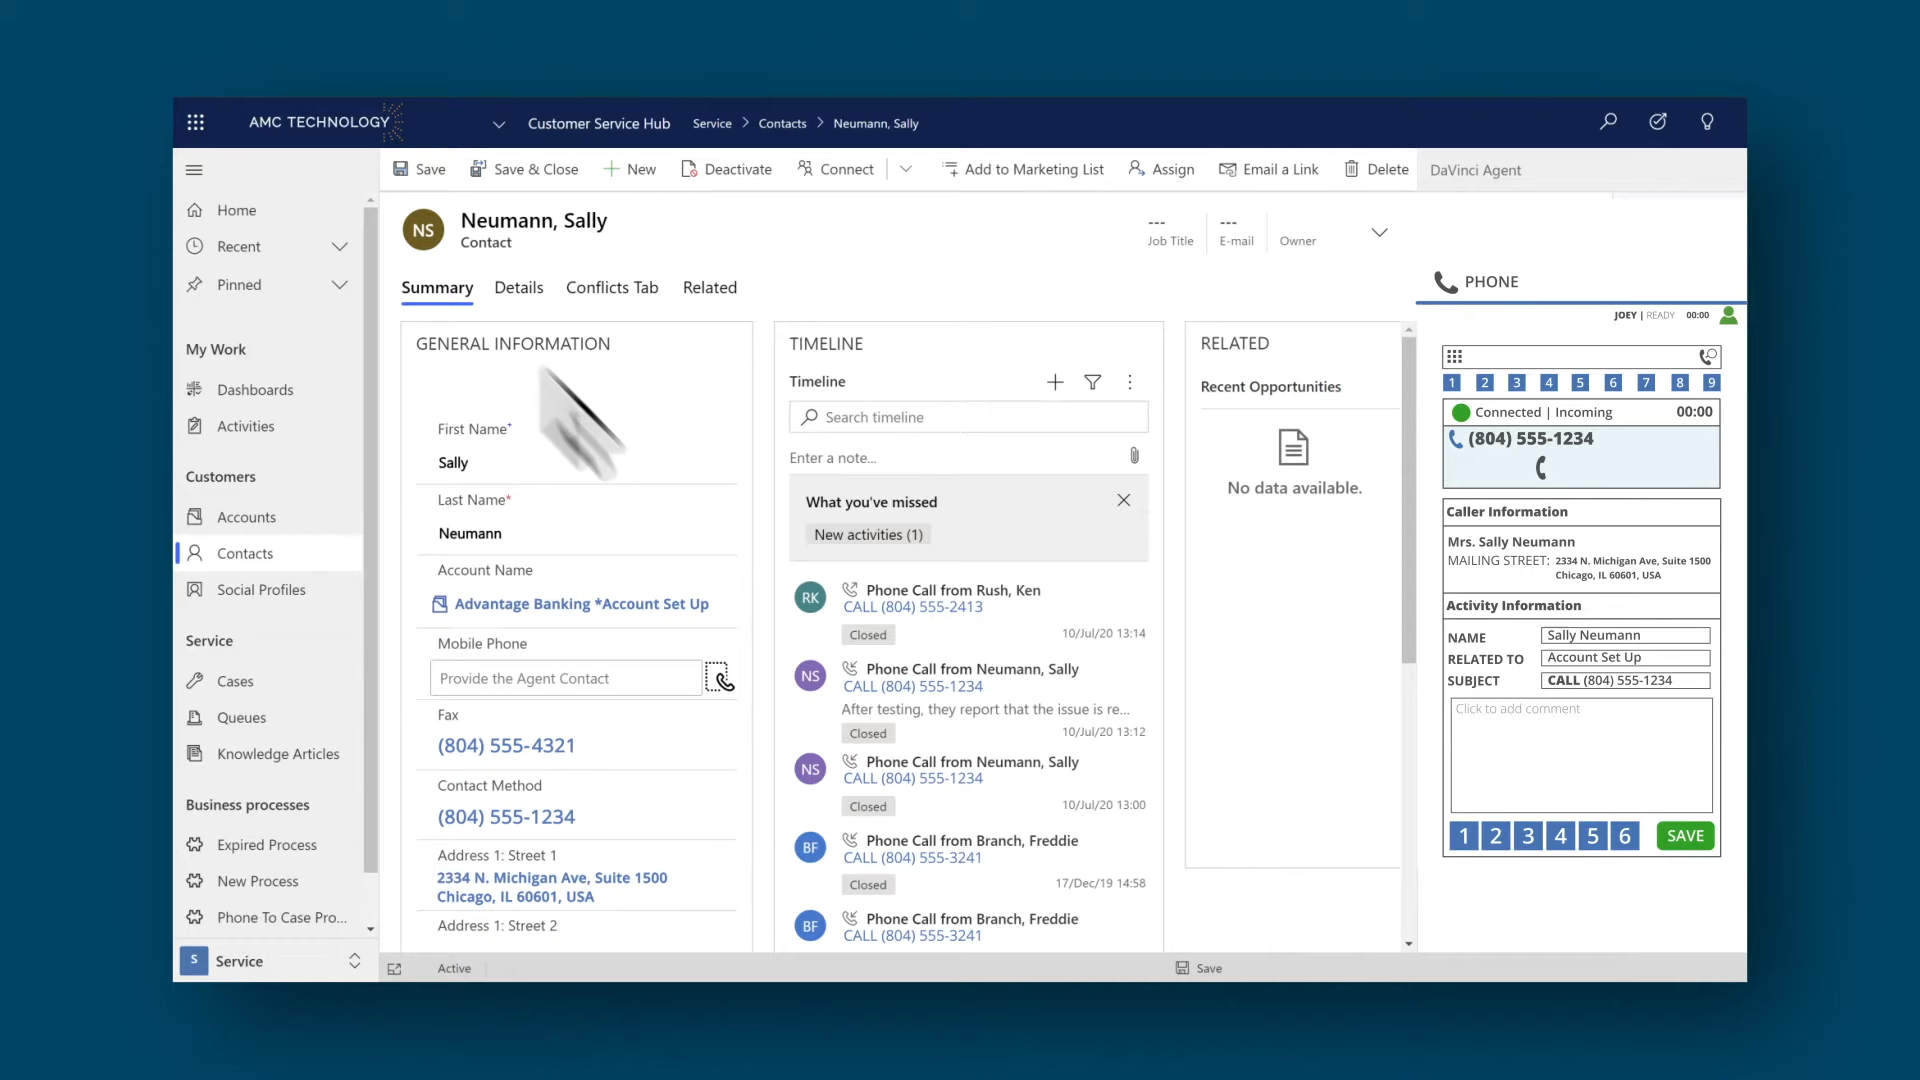 AMC TECHNOLOGY
Customer Service Hub
Service > Contacts > Neumann, Sally
Save
Save & Close
New
Deactivate
Connect
Add to Marketing List
Assign
Email a Link
Delete
DaVinci Agent
Home
Recent
Pinned
My Work
Dashboards
Activities
Customers
Accounts
Contacts
Social Profiles
Service
Cases
Queues
Knowledge Articles
Business processes
Expired Process
New Process
Phone To Case Pro...
S Service
NS
Neumann, Sally
Contact
---
Job Title
---
E-mail
Owner
Summary
Details
Conflicts Tab
Related
GENERAL INFORMATION
First Name*
Sally
Last Name*
Neumann
Account Name
Advantage Banking *Account Set Up
Mobile Phone
Provide the Agent Contact
Fax
(804) 555-4321
Contact Method
(804) 555-1234
Address 1: Street 1
2334 N. Michigan Ave, Suite 1500
Chicago, IL 60601, USA
Address 1: Street 2
TIMELINE
Timeline
Search timeline
Enter a note...
What you've missed
New activities (1)
RK
Phone Call from Rush, Ken
CALL (804) 555-2413
Closed
10/Jul/20 13:14
NS
Phone Call from Neumann, Sally
CALL (804) 555-1234
After testing, they report that the issue is re...
Closed
10/Jul/20 13:12
NS
Phone Call from Neumann, Sally
CALL (804) 555-1234
Closed
10/Jul/20 13:00
BF
Phone Call from Branch, Freddie
CALL (804) 555-3241
Closed
17/Dec/19 14:58
BF
Phone Call from Branch, Freddie
CALL (804) 555-3241
RELATED
Recent Opportunities
No data available.
PHONE
JOEY | READY 00:00
1 2 3 4 5 6 7 8 9
Connected | Incoming 00:00
(804) 555-1234
Caller Information
Mrs. Sally Neumann
MAILING STREET: 2334 N. Michigan Ave, Suite 1500
Chicago, IL 60601, USA
Activity Information
NAME Sally Neumann
RELATED TO Account Set Up
SUBJECT CALL (804) 555-1234
Click to add comment
1 2 3 4 5 6 SAVE
Active
Save